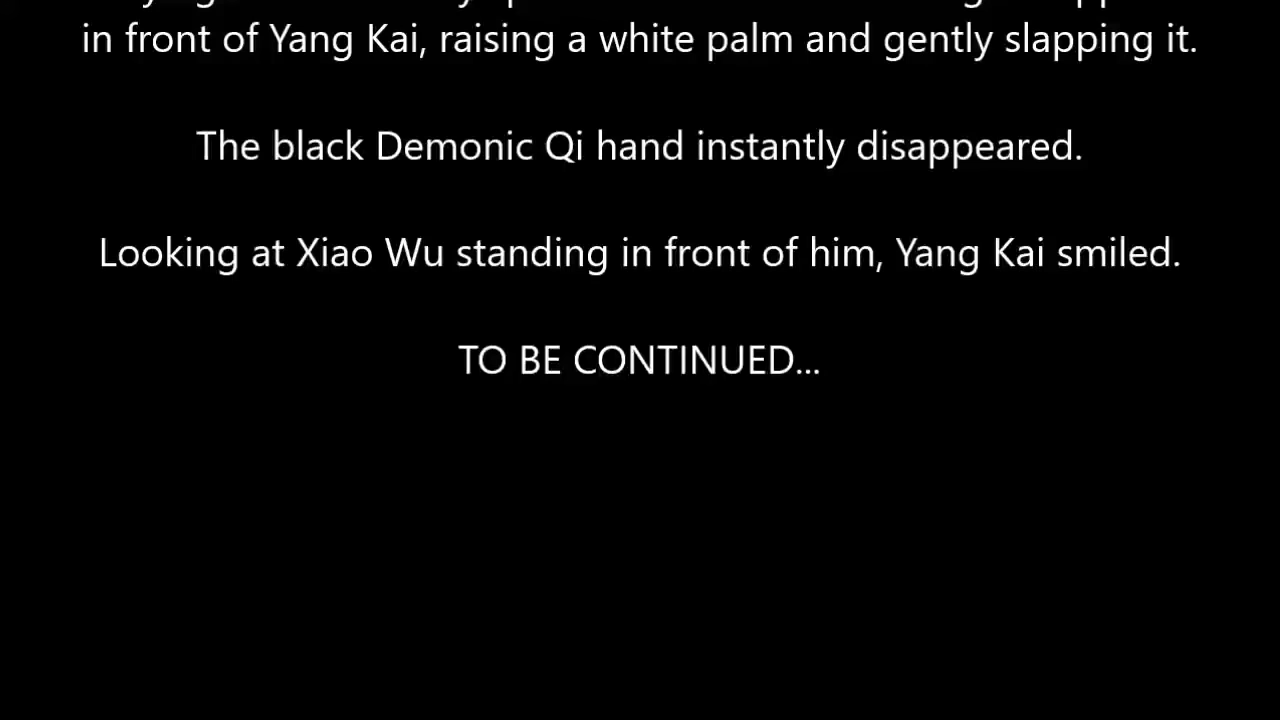 in front of Yang Kai, raising a white palm and gently slapping it.
The black Demonic Qi hand instantly disappeared.
Looking at Xiao Wu standing in front of him, Yang Kai smiled.
TO BE CONTINUED...